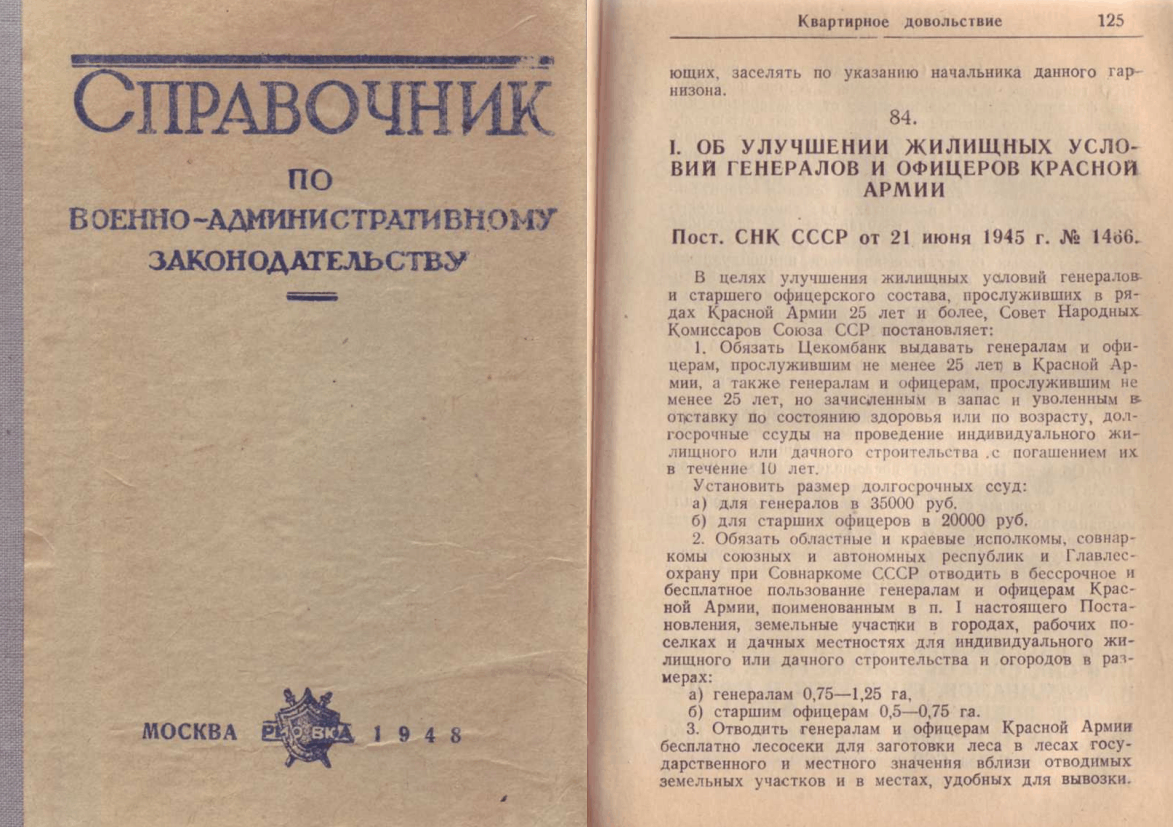 СПРАВОЧНИК
ПО
ВОЕННО-АДМИНИСТРАТИВНОМУ
ЗАКОНОДАТЕЛЬСТВУ
МОСКВА РИО ВКА 1948
Квартирное довольствие 125
ющих, заселять по указанию начальника данного гар-
низона.
84.
I. ОБ УЛУЧШЕНИИ ЖИЛИЩНЫХ УСЛО-
ВИЙ ГЕНЕРАЛОВ И ОФИЦЕРОВ КРАСНОЙ
АРМИИ
Пост. СНК СССР от 21 июня 1945 г. № 1466.
В целях улучшения жилищных условий генералов
и старшего офицерского состава, прослуживших в ря-
дах Красной Армии 25 лет и более, Совет Народных
Комиссаров Союза ССР постановляет:
1. Обязать Цекомбанк выдавать генералам и офи-
церам, прослужившим не менее 25 лет в Красной Ар-
мии, а также генералам и офицерам, прослужившим не
менее 25 лет, но зачисленным в запас и уволенным в
отставку по состоянию здоровья или по возрасту, дол-
госрочные ссуды на проведение индивидуального жи-
лищного или дачного строительства с погашением их
в течение 10 лет.
Установить размер долгосрочных ссуд:
а) для генералов в 35000 руб.
б) для старших офицеров в 20000 руб.
2. Обязать областные и краевые исполкомы, совнар-
комы союзных и автономных республик и Главлес-
охрану при Совнаркоме СССР отводить в бессрочное и
бесплатное пользование генералам и офицерам Крас-
ной Армии, поименованным в п. I настоящего Поста-
новления, земельные участки в городах, рабочих по-
селках и дачных местностях для индивидуального жи-
лищного или дачного строительства и огородов в раз-
мерах:
а) генералам 0,75—1,25 га,
б) старшим офицерам 0,5—0,75 га.
3. Отводить генералам и офицерам Красной Армии
бесплатно лесосеки для заготовки леса в лесах госу-
дарственного и местного значения вблизи отводимых
земельных участков и в местах, удобных для вывозки.